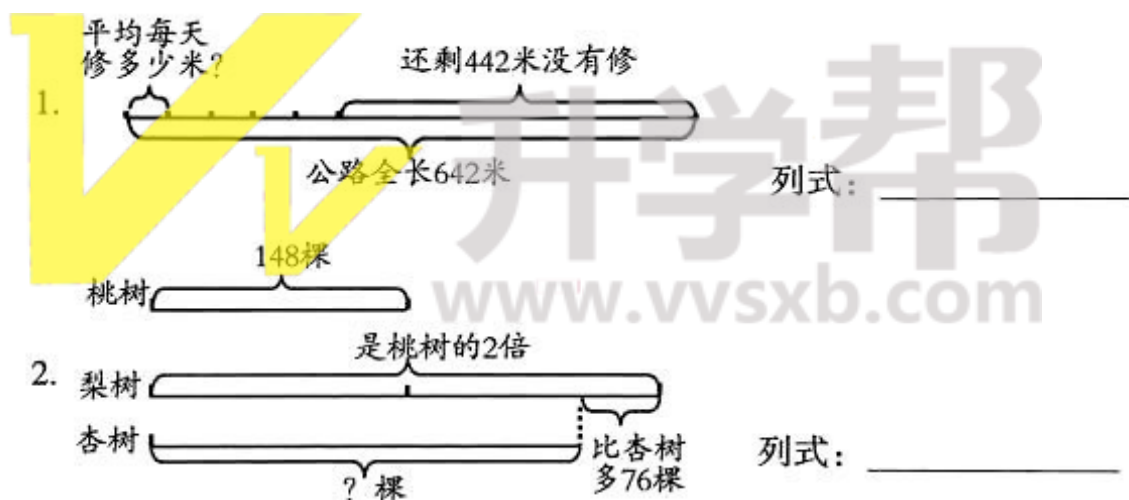 平均每天
修多少米?
还剩442米没有修
1.
公路全长642米
列式:
升学帮
www.vvsxb.com
148棵
桃树
是桃树的2倍
2.
梨树
杏树
比杏树
多76棵
列式:
? 棵